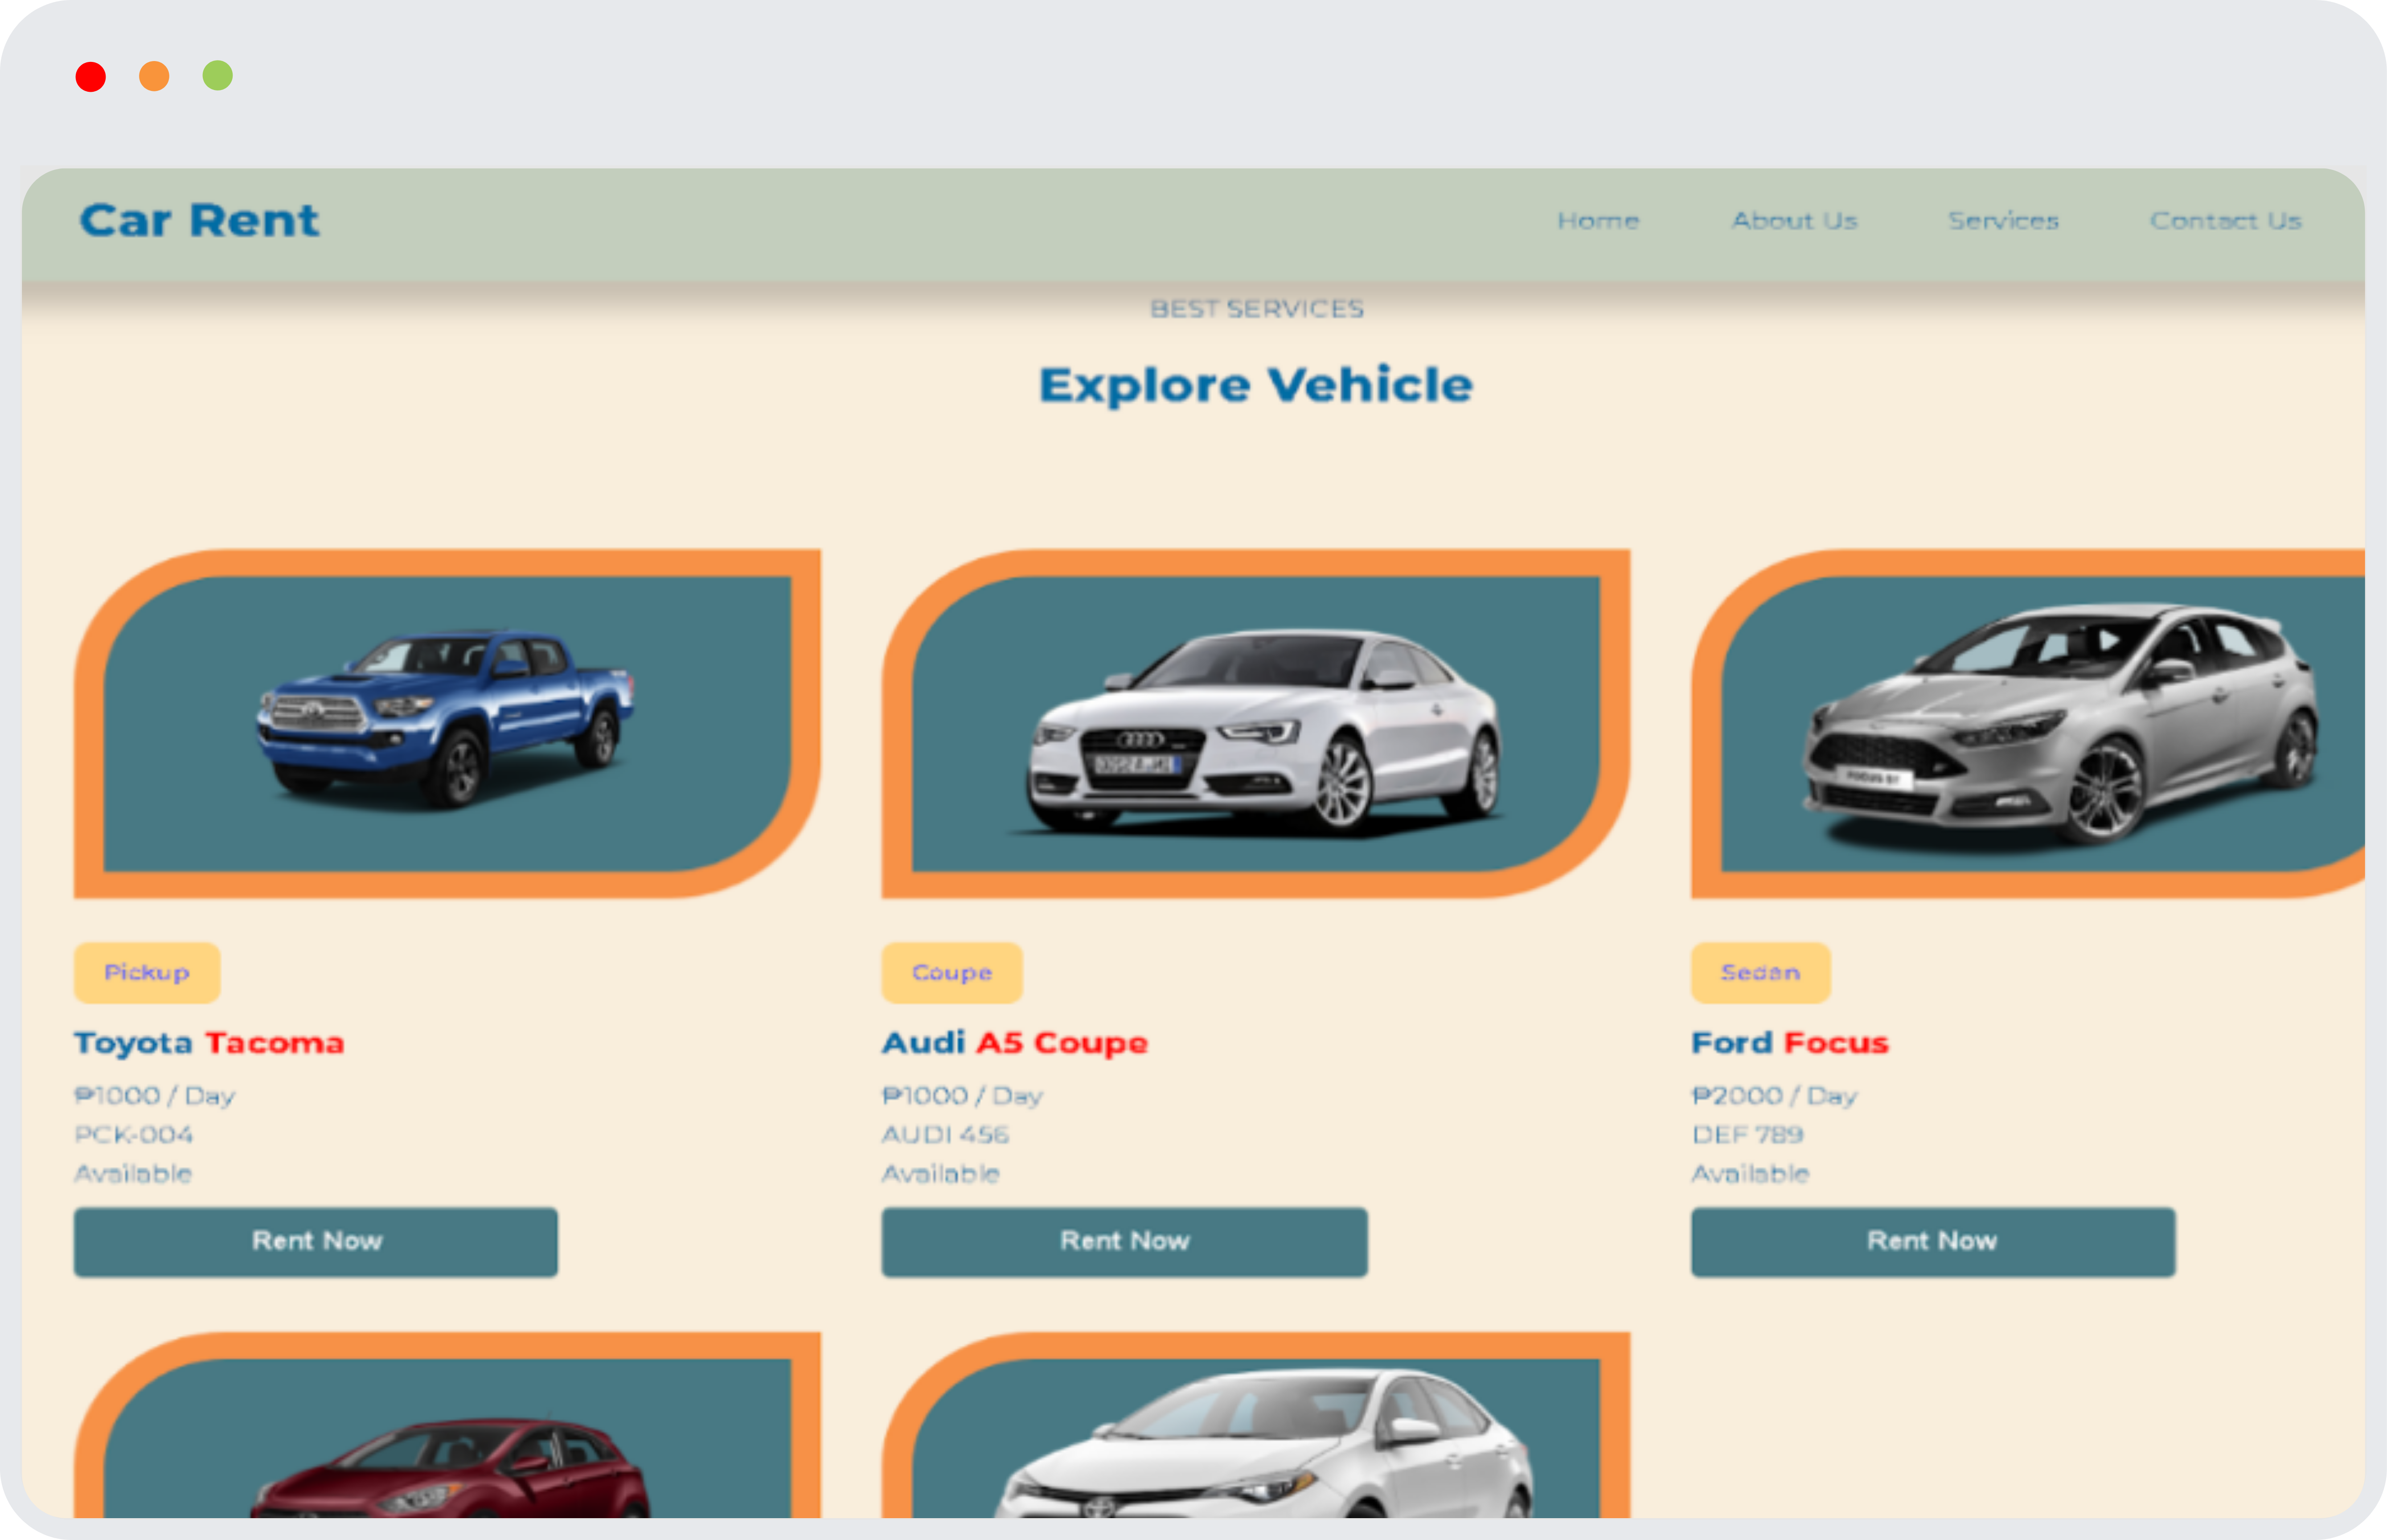 Car Rent
Home About Us Services Contact Us
BEST SERVICES
Explore Vehicle
Pickup
Toyota Tacoma
₱1000 / Day
PCK-004
Available
Rent Now
Coupe
Audi A5 Coupe
₱1000 / Day
AUDI 456
Available
Rent Now
FOCUS ST
Sedan
Ford Focus
₱2000 / Day
DEF 789
Available
Rent Now